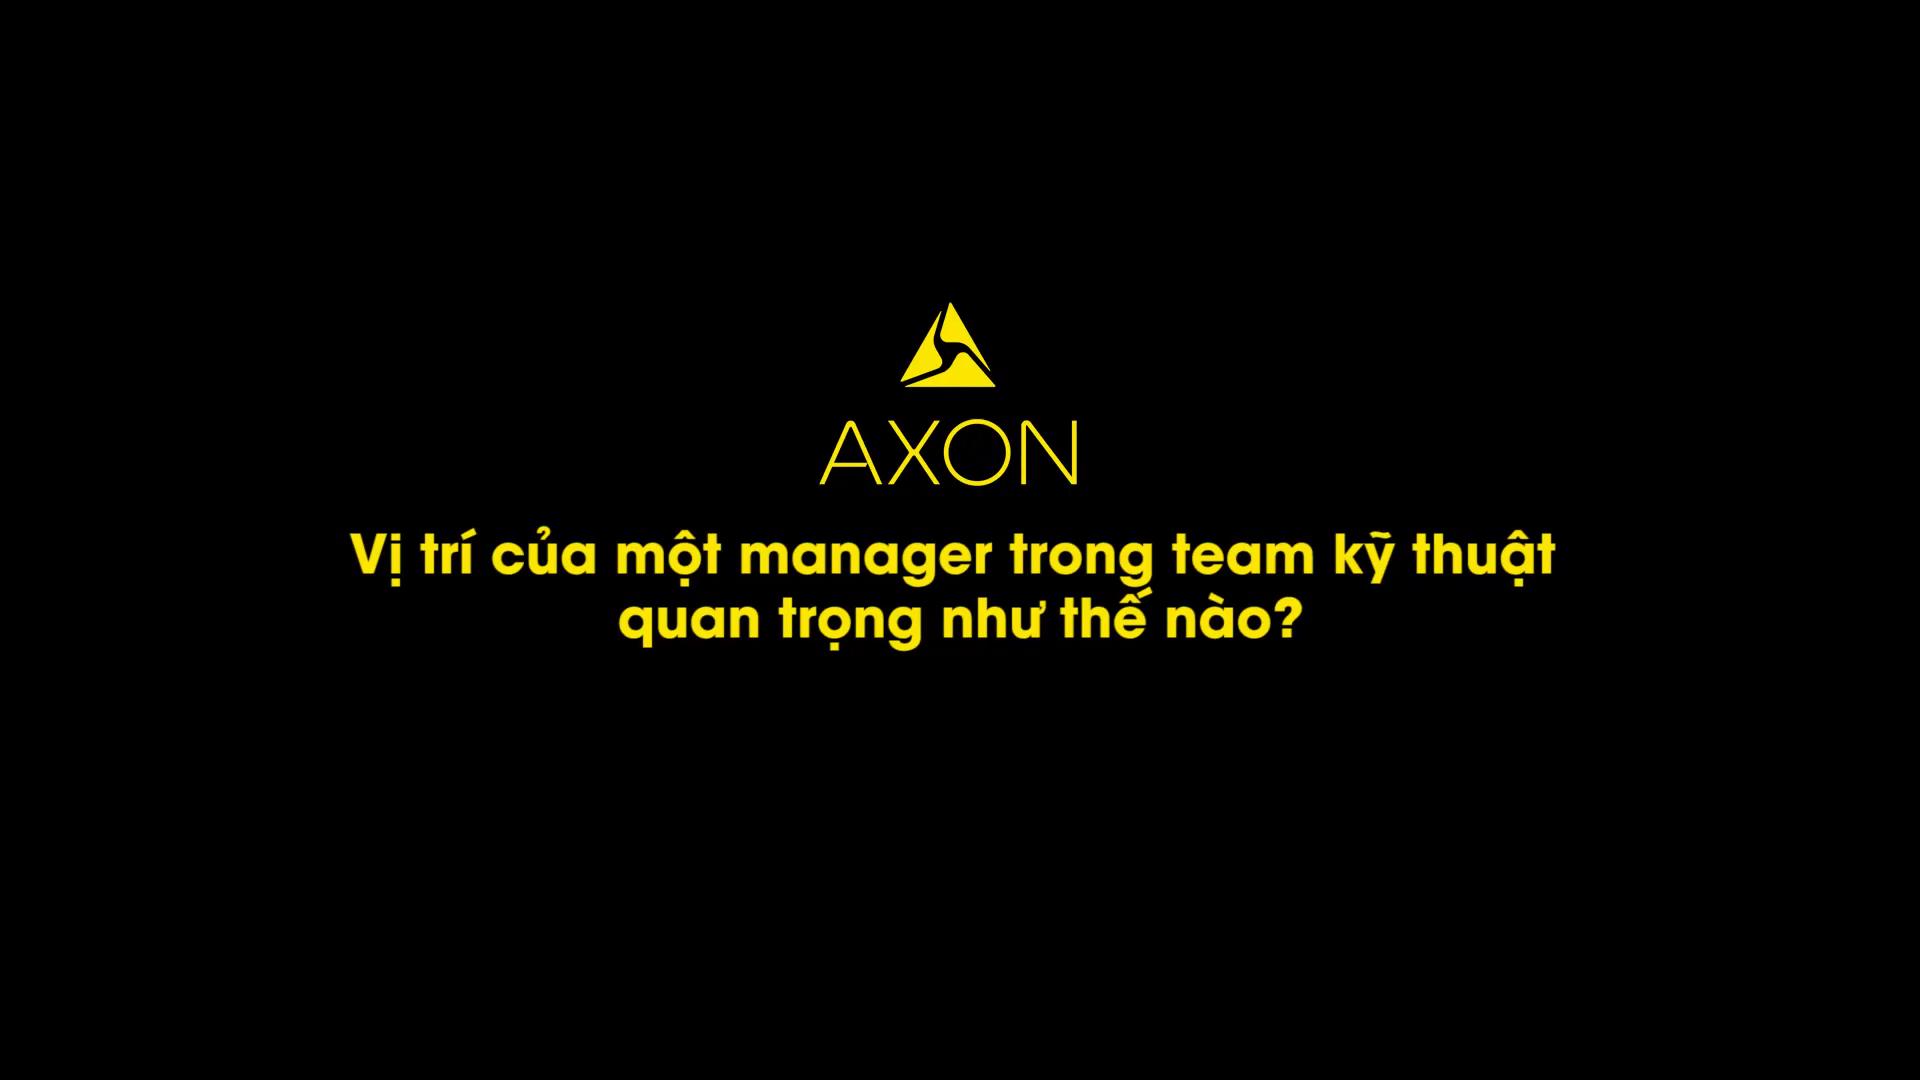 AXON
Vị trí của một manager trong team kỹ thuật
quan trọng như thế nào?